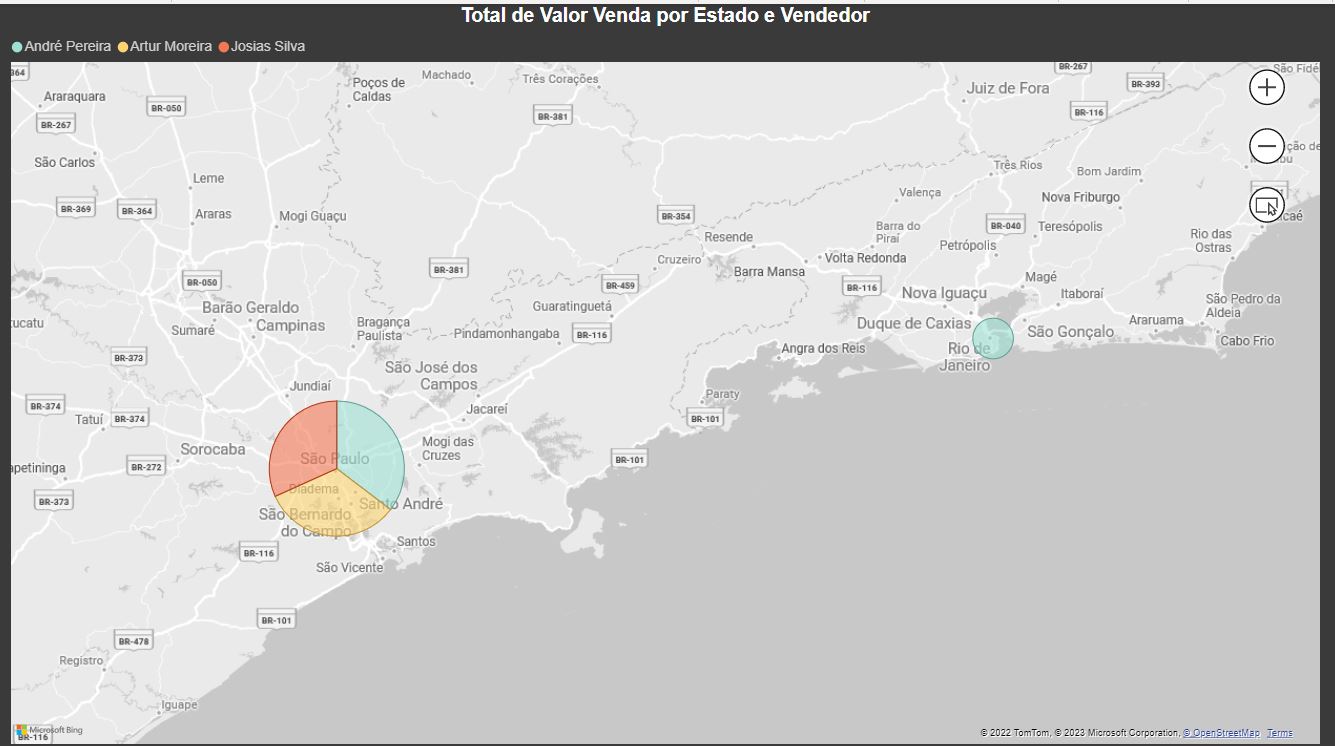 Total de Valor Venda por Estado e Vendedor
André Pereira Artur Moreira Josias Silva
364
Machado
Três Corações
BR-267
São Fidé
Poços de
Caldas
Araraquara
BR-050
BR-381
Juiz de Fora
BR-393
BR-116
BR-267
São Carlos
Três Rios
Bom Jardim
Leme
Valença
Nova Friburgo
BR-369
BR-364
Araras
Mogi Guaçu
BR-354
Barra do
Piraí
BR-040
Teresópolis
Rio das
Ostras
Resende
Petrópolis
Cruzeiro
Volta Redonda
Barra Mansa
BR-381
BR-050
BR-459
BR-116
Magé
Nova Iguaçu
Itaboraí
São Pedro da
Aldeia
Barão Geraldo
Campinas
Guaratinguetá
tucatu
Sumaré
Bragança
Paulista
Pindamonhangaba
BR-116
Duque de Caxias
São Gonçalo
Araruama
Cabo Frio
BR-373
Angra dos Reis
Rio de
Janeiro
São José dos
Campos
Jundiaí
Paraty
BR-374
Tatuí
BR-374
Jacareí
BR-101
Sorocaba
Mogi das
Cruzes
São Paulo
BR-101
apetininga
BR-272
Diadema
BR-373
Santo André
São Bernardo
do Campo
Santos
BR-116
São Vicente
BR-101
BR-478
Registro
Iguape
Microsoft Bing
BR-116
© 2022 TomTom, © 2023 Microsoft Corporation, © OpenStreetMap Terms